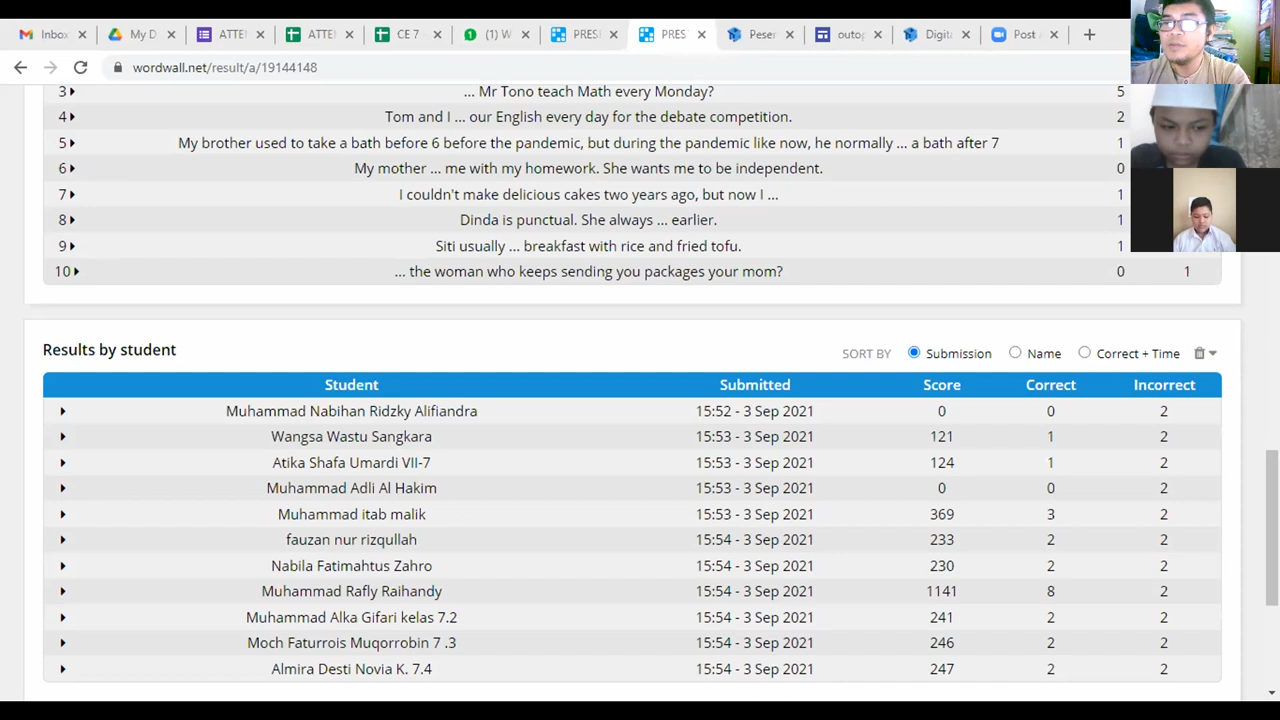 Inbox
My D
ATTE
ATTE
CE 7 -
(1) W
PRESE
PRES
Peser
outo
Digita
Post A
wordwall.net/result/a/19144148
3 ... Mr Tono teach Math every Monday? 5
4 Tom and I ... our English every day for the debate competition. 2
5 My brother used to take a bath before 6 before the pandemic, but during the pandemic like now, he normally ... a bath after 7 1
6 My mother ... me with my homework. She wants me to be independent. 0
7 I couldn't make delicious cakes two years ago, but now I ... 1
8 Dinda is punctual. She always ... earlier. 1
9 Siti usually ... breakfast with rice and fried tofu. 1
10 ... the woman who keeps sending you packages your mom? 0 1
Results by student SORT BY Submission Name Correct + Time
Student Submitted Score Correct Incorrect
Muhammad Nabihan Ridzky Alifiandra 15:52 - 3 Sep 2021 0 0 2
Wangsa Wastu Sangkara 15:53 - 3 Sep 2021 121 1 2
Atika Shafa Umardi VII-7 15:53 - 3 Sep 2021 124 1 2
Muhammad Adli Al Hakim 15:53 - 3 Sep 2021 0 0 2
Muhammad itab malik 15:53 - 3 Sep 2021 369 3 2
fauzan nur rizqullah 15:54 - 3 Sep 2021 233 2 2
Nabila Fatimahtus Zahro 15:54 - 3 Sep 2021 230 2 2
Muhammad Rafly Raihandy 15:54 - 3 Sep 2021 1141 8 2
Muhammad Alka Gifari kelas 7.2 15:54 - 3 Sep 2021 241 2 2
Moch Faturrois Muqorrobin 7 .3 15:54 - 3 Sep 2021 246 2 2
Almira Desti Novia K. 7.4 15:54 - 3 Sep 2021 247 2 2